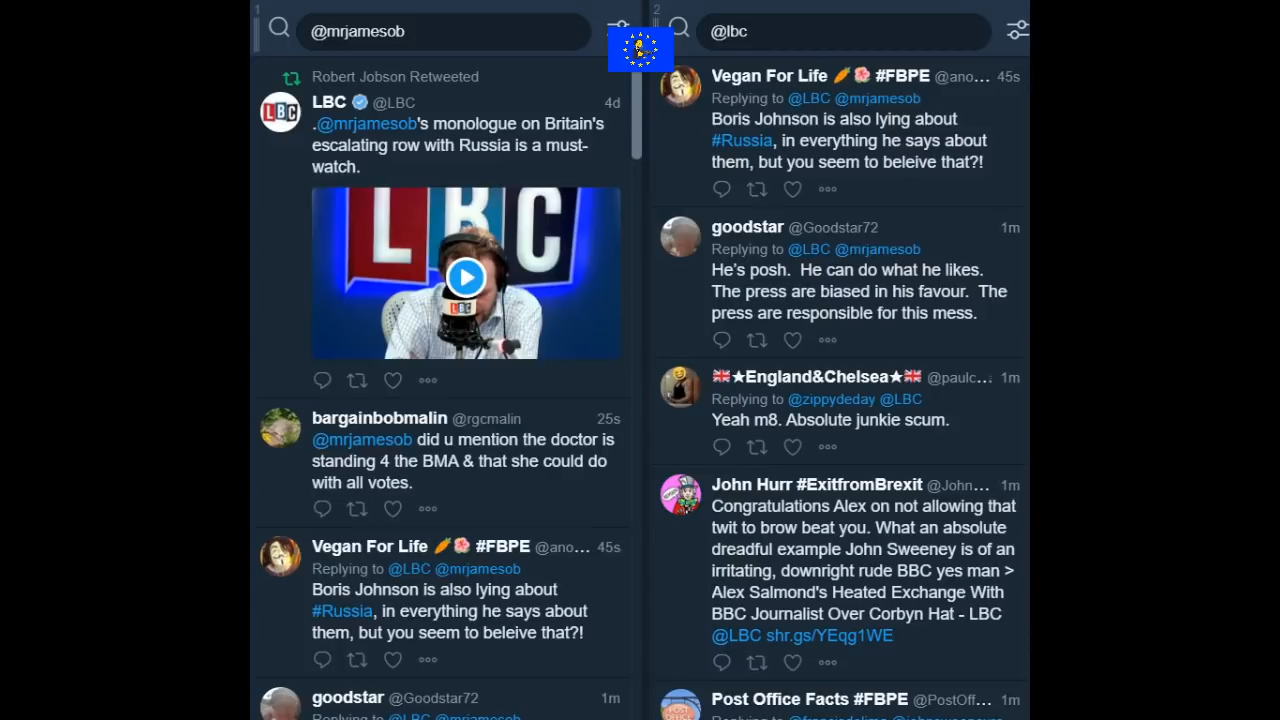 1
@mrjamesob
Robert Jobson Retweeted
LBC @LBC 4d
.@mrjamesob's monologue on Britain's
escalating row with Russia is a must-
watch.
LBC
LBC
bargainbobmalin @rgcmalin 25s
@mrjamesob did u mention the doctor is
standing 4 the BMA & that she could do
with all votes.
Vegan For Life 🥕🌺 #FBPE @ano... 45s
Replying to @LBC @mrjamesob
Boris Johnson is also lying about
#Russia, in everything he says about
them, but you seem to beleive that?!
goodstar @Goodstar72 1m
Replying to @LBC @mrjamesob
2
@lbc
Vegan For Life 🥕🌺 #FBPE @ano... 45s
Replying to @LBC @mrjamesob
Boris Johnson is also lying about
#Russia, in everything he says about
them, but you seem to beleive that?!
goodstar @Goodstar72 1m
Replying to @LBC @mrjamesob
He's posh. He can do what he likes.
The press are biased in his favour. The
press are responsible for this mess.
🇬🇧★England&Chelsea★🇬🇧 @paulc... 1m
Replying to @zippydeday @LBC
Yeah m8. Absolute junkie scum.
John Hurr #ExitfromBrexit @John... 1m
Congratulations Alex on not allowing that
twit to brow beat you. What an absolute
dreadful example John Sweeney is of an
irritating, downright rude BBC yes man >
Alex Salmond's Heated Exchange With
BBC Journalist Over Corbyn Hat - LBC
@LBC shr.gs/YEqg1WE
Post Office Facts #FBPE @PostOff... 1m
Replying to